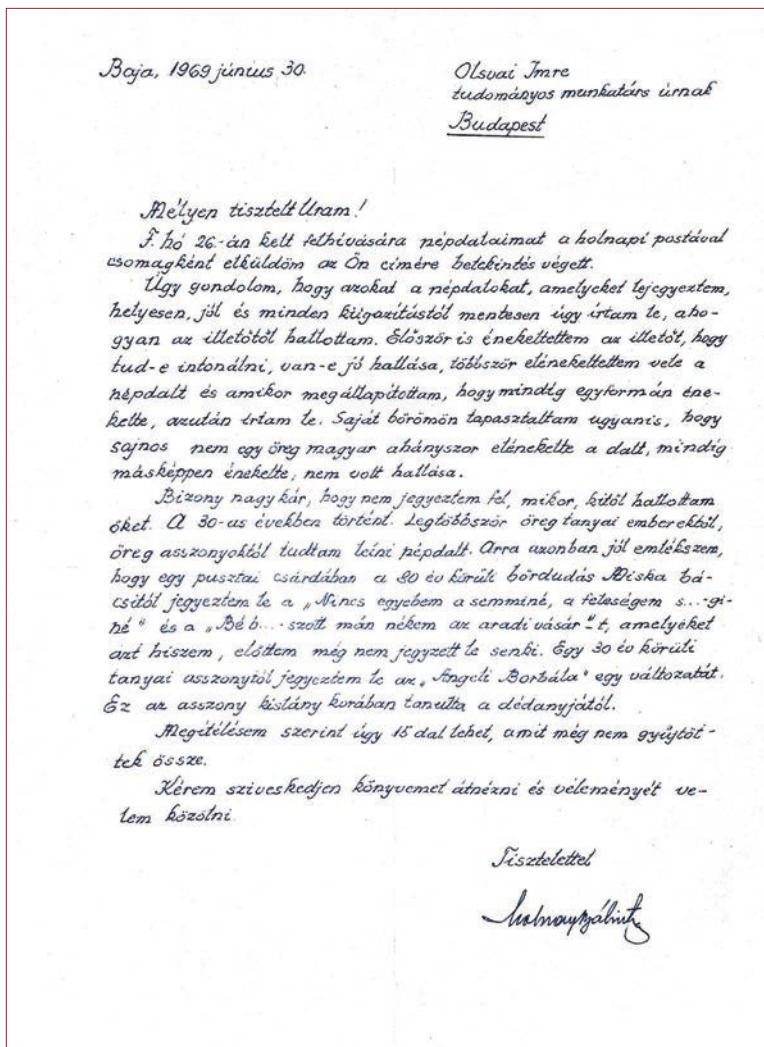 Baja, 1969 június 30.
Olsvai Imre
tudományos munkatárs úrnak
Budapest
Mélyen tisztelt Uram!
F. hó 26.-án kelt felhívására népdalaimat a holnapi postával
csomagként elküldöm az Ön címére betekintés végett.
Úgy gondolom, hogy azokat a népdalokat, amelyeket lejegyeztem,
helyesen, jól és minden kiigazítástól mentesen úgy írtam le, aho-
gyan az illetőtől hallottam. Először is énekeltettem az illetőt, hogy
tud-e intonálni, van-e jó hallása, többször elénekeltettem vele a
népdalt és amikor megállapítottam, hogy mindig egyformán éne-
kelte, azután írtam le. Saját bőrömön tapasztaltam ugyanis, hogy
sajnos nem egy öreg magyar ahányszor elénekelte a dalt, mindig
másképpen énekelte, nem volt hallása.
Bizony nagy kár, hogy nem jegyeztem fel, mikor, kitől hallottam
őket. A 30-as években történt. Legtöbbször öreg tanyai emberektől,
öreg asszonyoktól tudtam leírni népdalt. Arra azonban jól emlékszem,
hogy egy pusztai csárdában a 80 év körüli bőrdudás Miska bá-
csitól jegyeztem le a „Nincs egyebem a semminé, a feleségem s...-gi-
né" és a „Bé b...-szott mán nékem az aradi vásár"-t, amelyeket
azt hiszem, előttem még nem jegyzett le senki. Egy 30 év körüli
tanyai asszonytól jegyeztem le az „Angeli Borbála" egy változatát.
Ez az asszony kislány korában tanulta a dédanyjától.
Megítélésem szerint úgy 15 dal lehet, amit még nem gyűjtöt-
tek össze.
Kérem sziveskedjen könyvemet átnézni és véleményét ve-
lem közölni.
Tisztelettel